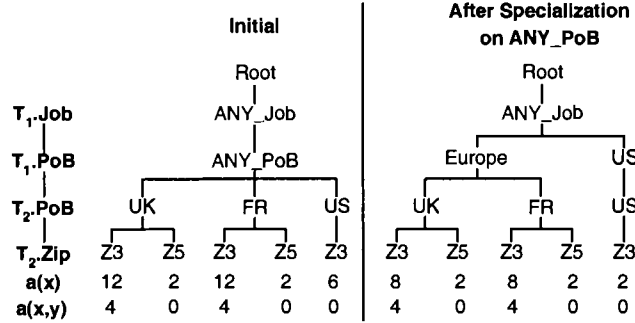 Initial
After Specialization
on ANY_PoB
Root
Root
T1.Job
ANY_Job
ANY_Job
T1.PoB
ANY_PoB
Europe
US
T2.PoB
UK
FR
US
UK
FR
US
T2.Zip
Z3
Z5
Z3
Z5
Z3
Z3
Z5
Z3
Z5
Z3
a(x)
12
2
12
2
6
8
2
8
2
2
a(x,y)
4
0
4
0
0
4
0
4
0
0